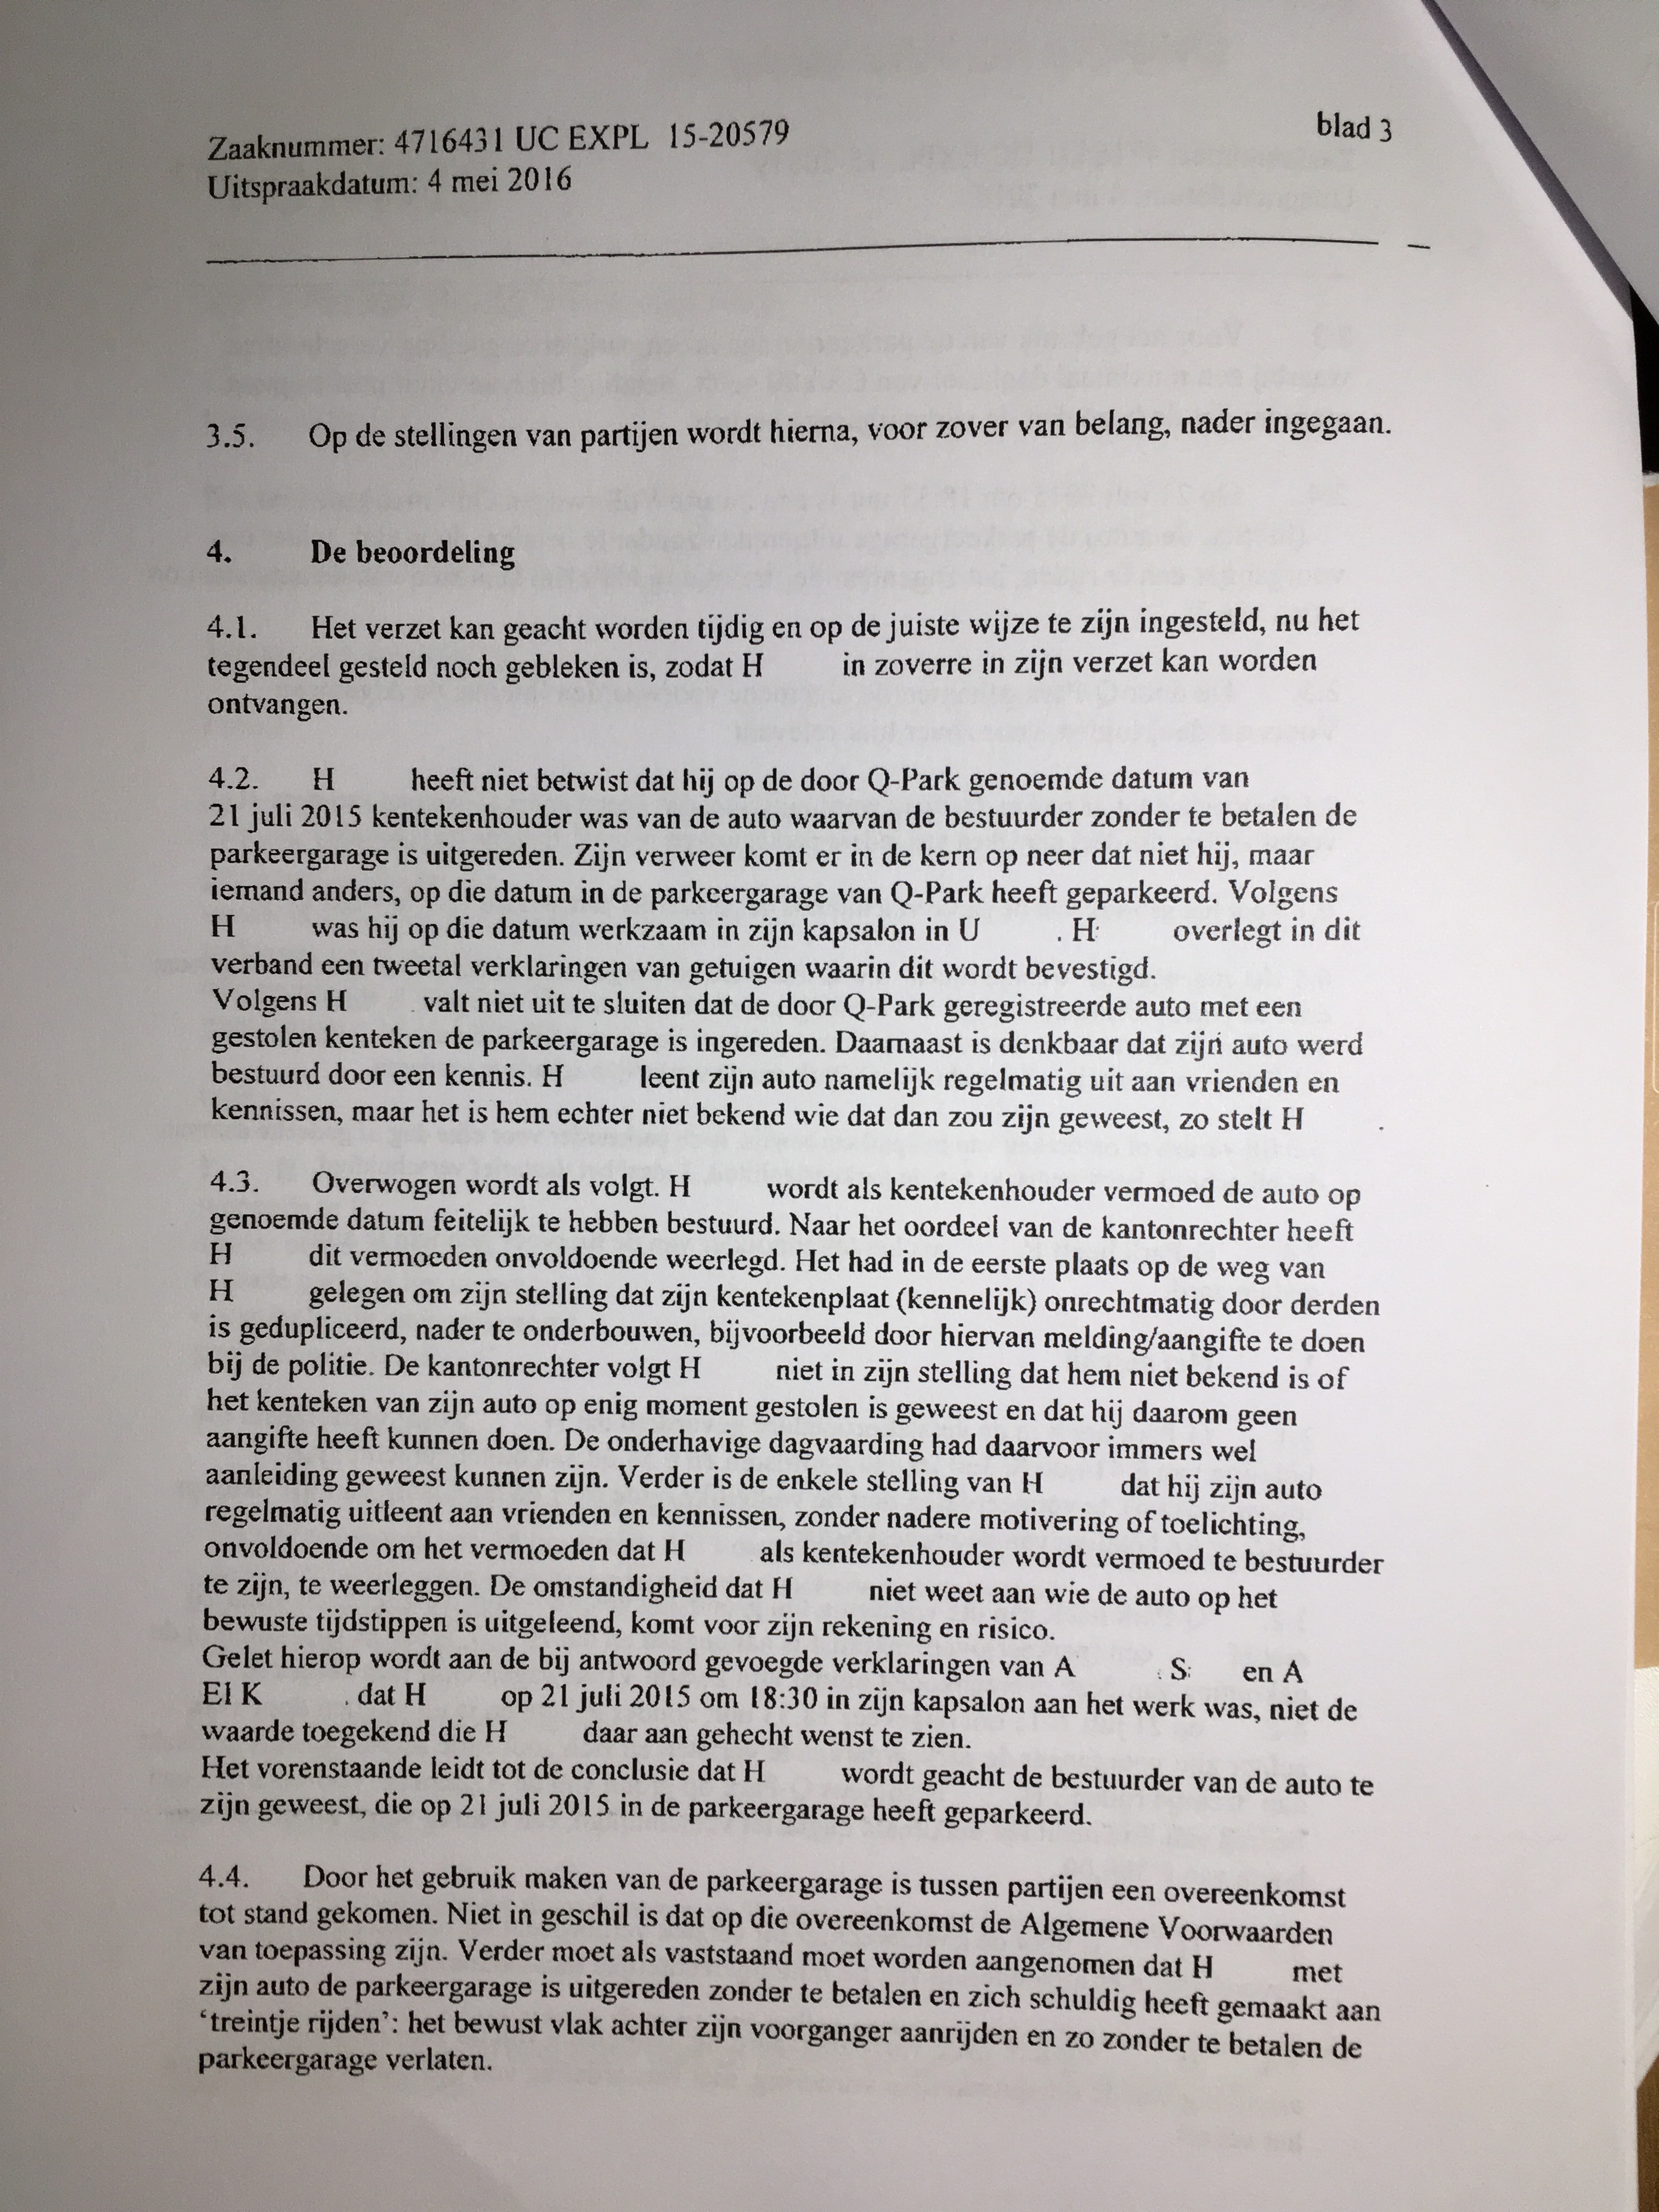 Zaaknummer: 4716431 UC EXPL 15-20579
blad 3
Uitspraakdatum: 4 mei 2016
3.5. Op de stellingen van partijen wordt hierna, voor zover van belang, nader ingegaan.
4. De beoordeling
4.1. Het verzet kan geacht worden tijdig en op de juiste wijze te zijn ingesteld, nu het
tegendeel gesteld noch gebleken is, zodat H in zoverre in zijn verzet kan worden
ontvangen.
4.2. H heeft niet betwist dat hij op de door Q-Park genoemde datum van
21 juli 2015 kentekenhouder was van de auto waarvan de bestuurder zonder te betalen de
parkeergarage is uitgereden. Zijn verweer komt er in de kern op neer dat niet hij, maar
iemand anders, op die datum in de parkeergarage van Q-Park heeft geparkeerd. Volgens
H was hij op die datum werkzaam in zijn kapsalon in U . H overlegt in dit
verband een tweetal verklaringen van getuigen waarin dit wordt bevestigd.
Volgens H valt niet uit te sluiten dat de door Q-Park geregistreerde auto met een
gestolen kenteken de parkeergarage is ingereden. Daarnaast is denkbaar dat zijn auto werd
bestuurd door een kennis. H leent zijn auto namelijk regelmatig uit aan vrienden en
kennissen, maar het is hem echter niet bekend wie dat dan zou zijn geweest, zo stelt H .
4.3. Overwogen wordt als volgt. H wordt als kentekenhouder vermoed de auto op
genoemde datum feitelijk te hebben bestuurd. Naar het oordeel van de kantonrechter heeft
H dit vermoeden onvoldoende weerlegd. Het had in de eerste plaats op de weg van
H gelegen om zijn stelling dat zijn kentekenplaat (kennelijk) onrechtmatig door derden
is gedupliceerd, nader te onderbouwen, bijvoorbeeld door hiervan melding/aangifte te doen
bij de politie. De kantonrechter volgt H niet in zijn stelling dat hem niet bekend is of
het kenteken van zijn auto op enig moment gestolen is geweest en dat hij daarom geen
aangifte heeft kunnen doen. De onderhavige dagvaarding had daarvoor immers wel
aanleiding geweest kunnen zijn. Verder is de enkele stelling van H dat hij zijn auto
regelmatig uitleent aan vrienden en kennissen, zonder nadere motivering of toelichting,
onvoldoende om het vermoeden dat H als kentekenhouder wordt vermoed te bestuurder
te zijn, te weerleggen. De omstandigheid dat H niet weet aan wie de auto op het
bewuste tijdstippen is uitgeleend, komt voor zijn rekening en risico.
Gelet hierop wordt aan de bij antwoord gevoegde verklaringen van A S en A
El K dat H op 21 juli 2015 om 18:30 in zijn kapsalon aan het werk was, niet de
waarde toegekend die H daar aan gehecht wenst te zien.
Het vorenstaande leidt tot de conclusie dat H wordt geacht de bestuurder van de auto te
zijn geweest, die op 21 juli 2015 in de parkeergarage heeft geparkeerd.
4.4. Door het gebruik maken van de parkeergarage is tussen partijen een overeenkomst
tot stand gekomen. Niet in geschil is dat op die overeenkomst de Algemene Voorwaarden
van toepassing zijn. Verder moet als vaststaand moet worden aangenomen dat H met
zijn auto de parkeergarage is uitgereden zonder te betalen en zich schuldig heeft gemaakt aan
‘treintje rijden’: het bewust vlak achter zijn voorganger aanrijden en zo zonder te betalen de
parkeergarage verlaten.